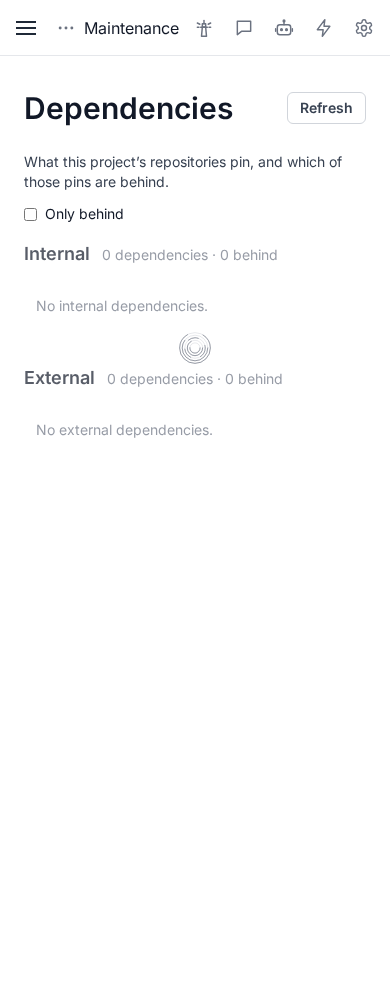 Maintenance
Dependencies
Refresh
What this project’s repositories pin, and which of
those pins are behind.
Only behind
Internal 0 dependencies · 0 behind
No internal dependencies.
External 0 dependencies · 0 behind
No external dependencies.